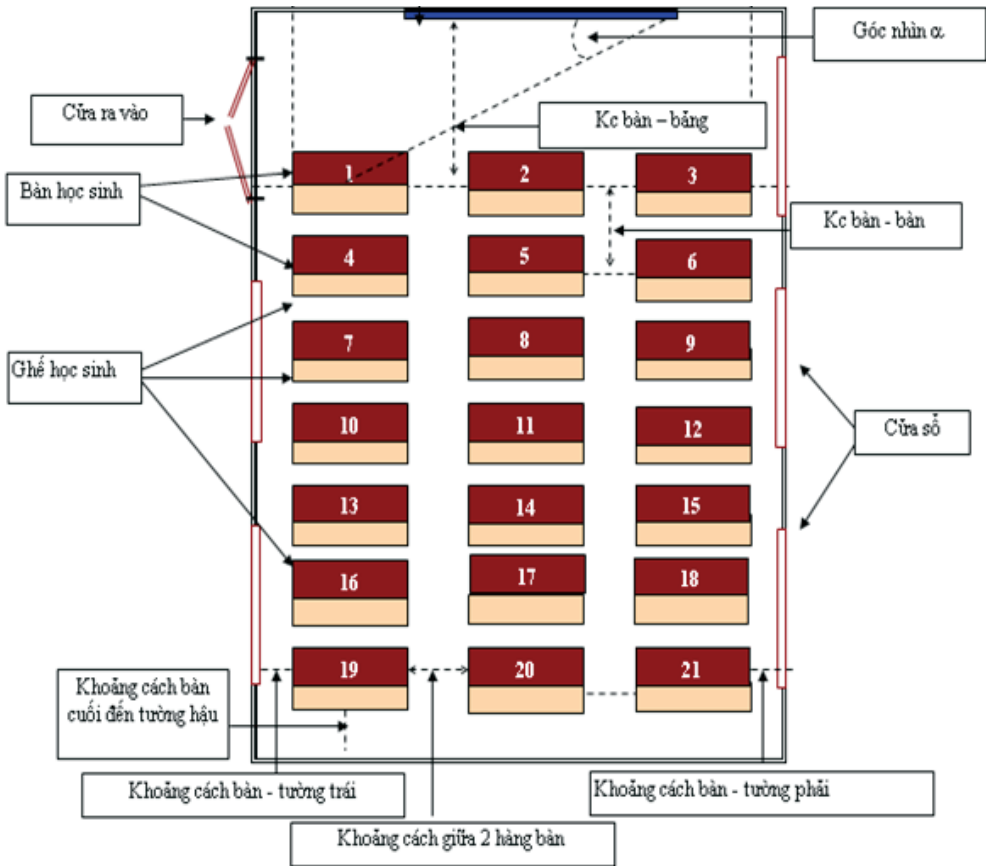 Góc nhìn α
Cửa ra vào
Kc bàn – bảng
Bàn học sinh
1
2
3
Kc bàn - bàn
4
5
6
7
8
9
Ghế học sinh
10
11
12
Cửa sổ
13
14
15
16
17
18
19
20
21
Khoảng cách bàn
cuối đến tường hậu
Khoảng cách bàn - tường trái
Khoảng cách bàn - tường phải
Khoảng cách giữa 2 hàng bàn